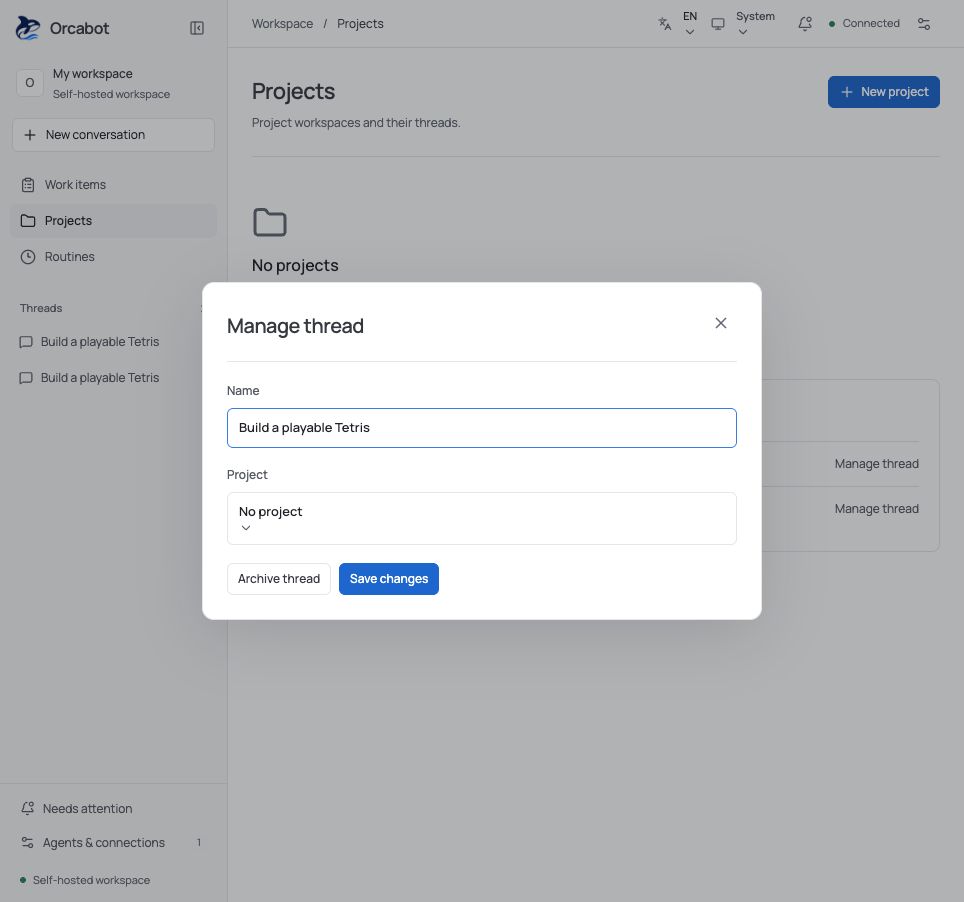 Orcabot
O
My workspace
Self-hosted workspace
New conversation
Work items
Projects
Routines
Threads
Build a playable Tetris
Build a playable Tetris
Needs attention
Agents & connections 1
Self-hosted workspace
Workspace / Projects
EN
System
Connected
Projects
New project
Project workspaces and their threads.
No projects
Manage thread
Name
Build a playable Tetris
Project
No project
Archive thread
Save changes
Manage thread
Manage thread